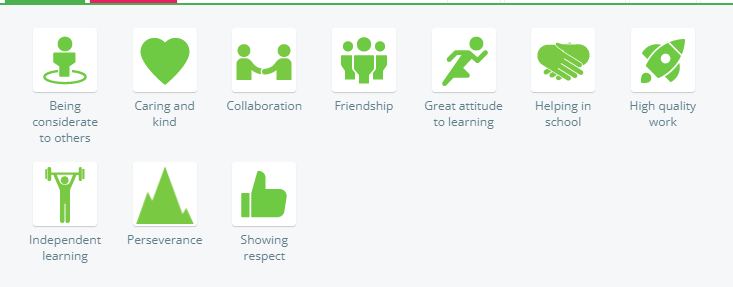 Being
considerate
to others
Caring and
kind
Collaboration
Friendship
Great attitude
to learning
Helping in
school
High quality
work
Independent
learning
Perseverance
Showing
respect